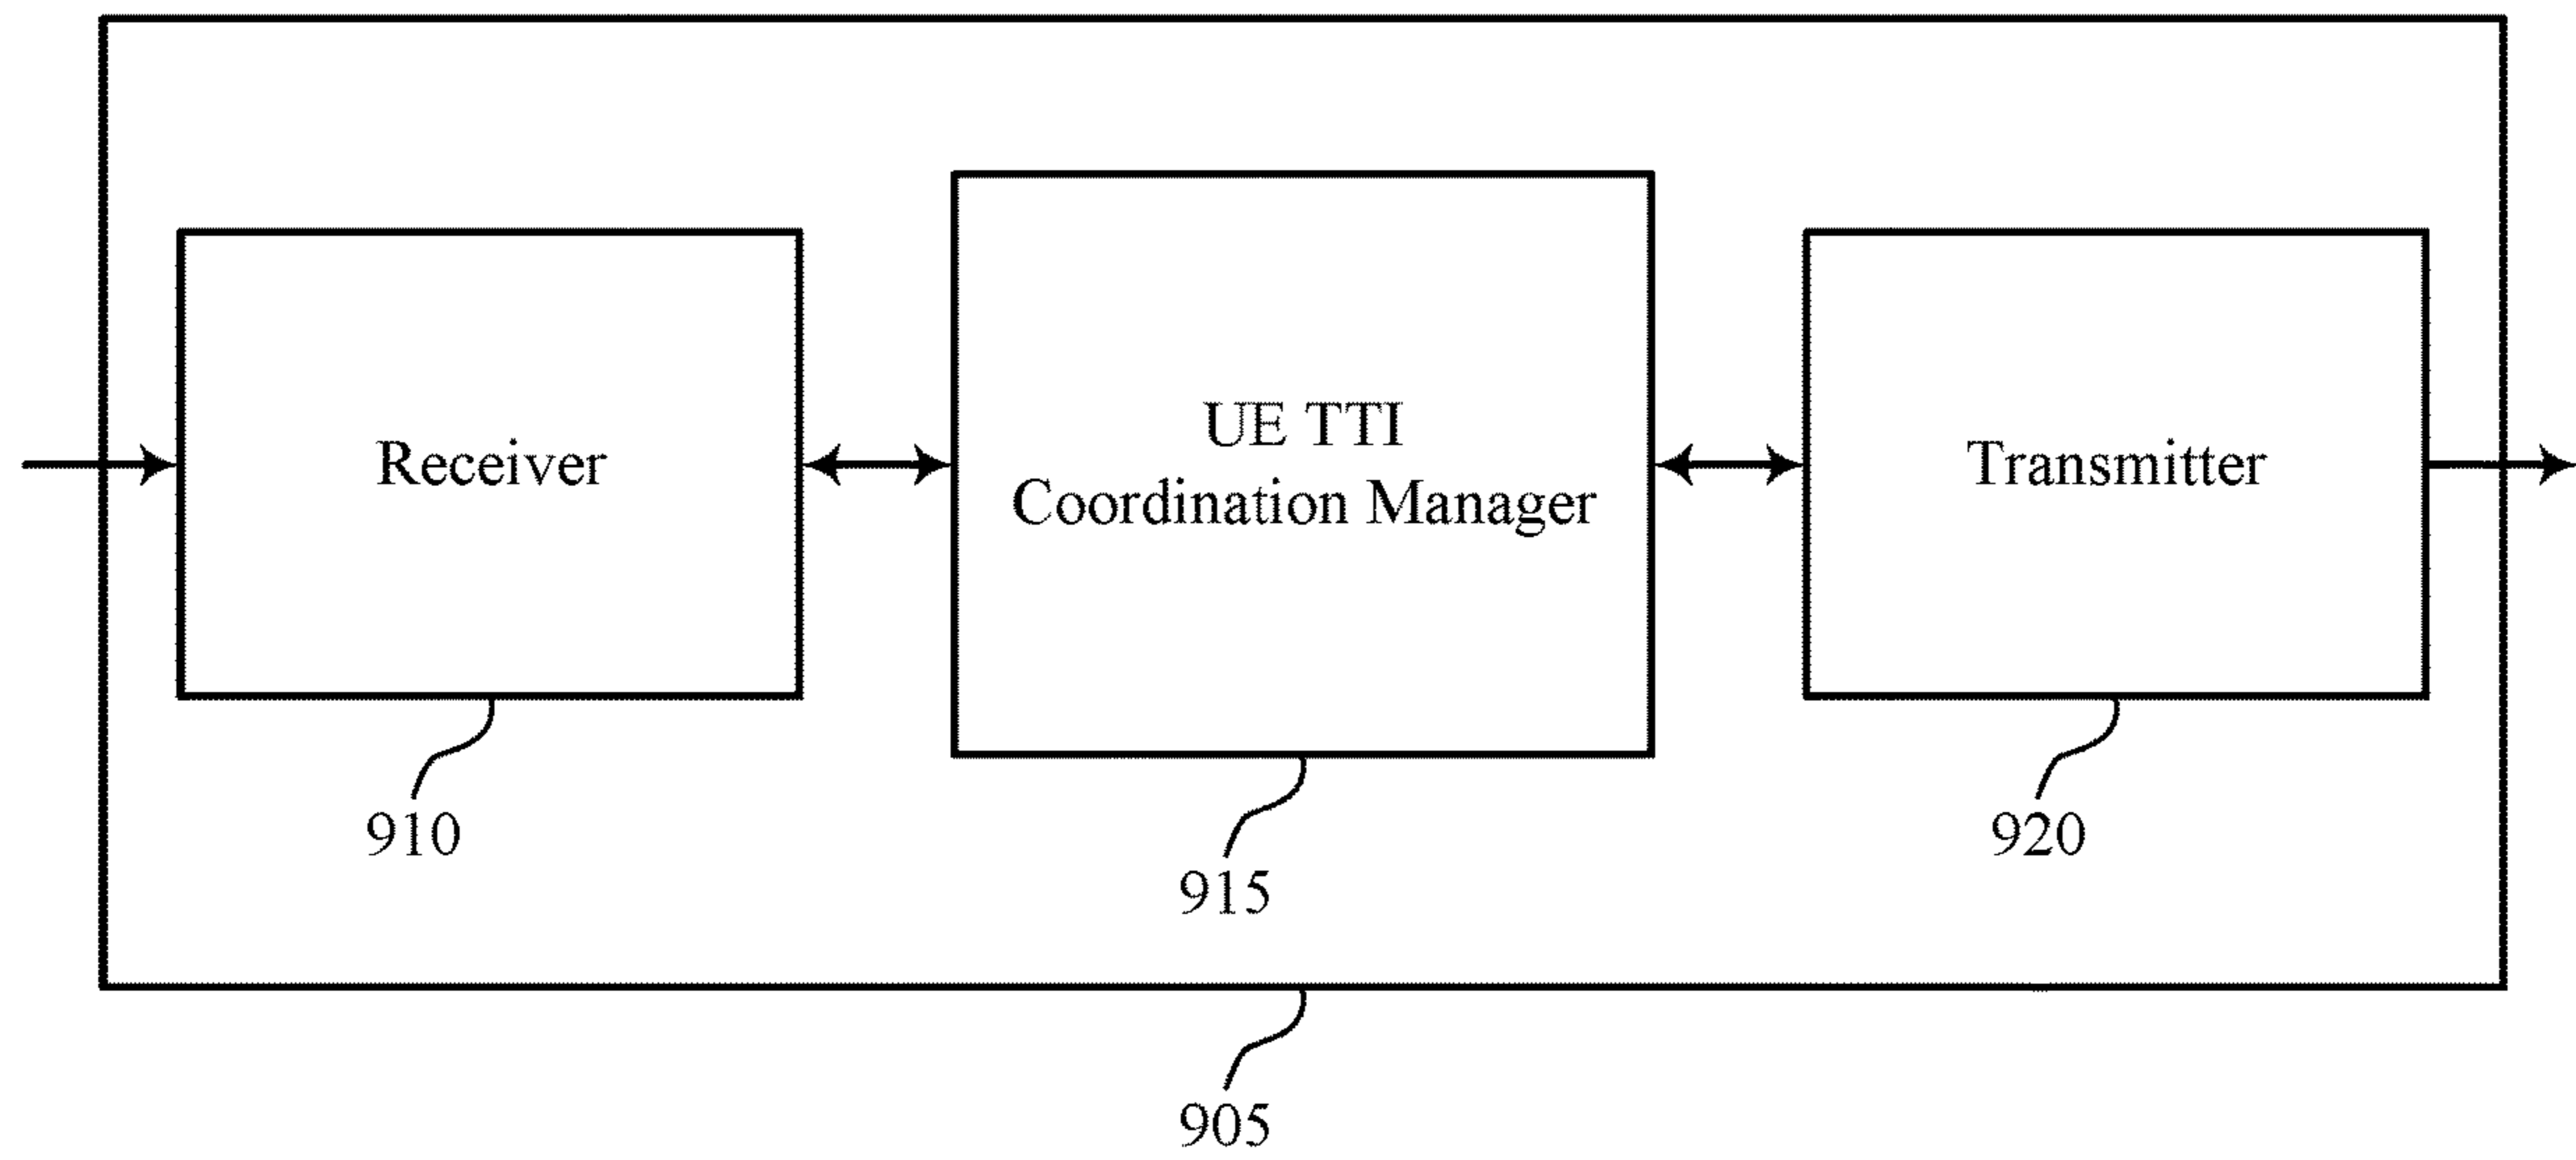 Receiver
UE TTI
Coordination Manager
Transmitter
910
915
920
905